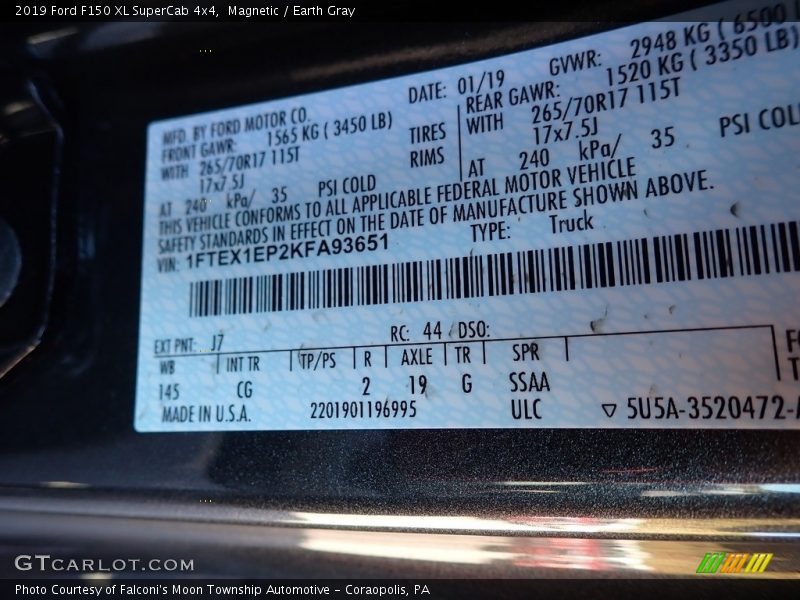 2019 Ford F150 XL SuperCab 4x4, Magnetic / Earth Gray
MFD. BY FORD MOTOR CO.
DATE: 01/19
GVWR: 2948 KG ( 6500
FRONT GAWR: 1565 KG ( 3450 LB)
REAR GAWR: 1520 KG ( 3350 LB)
WITH 265/70R17 115T
TIRES
WITH 265/70R17 115T
17x7.5J
RIMS
17x7.5J
AT 240 kPa/ 35 PSI COLD
AT 240 kPa/ 35 PSI COL
THIS VEHICLE CONFORMS TO ALL APPLICABLE FEDERAL MOTOR VEHICLE
SAFETY STANDARDS IN EFFECT ON THE DATE OF MANUFACTURE SHOWN ABOVE.
VIN: 1FTEX1EP2KFA93651
TYPE: Truck
EXT PNT: J7
RC: 44 DSO:
WB INT TR TP/PS R AXLE TR SPR
145 CG 2 19 G SSAA
MADE IN U.S.A.
2201901196995
ULC
▽ 5U5A-3520472-
GTCARLOT.COM
Photo Courtesy of Falconi's Moon Township Automotive - Coraopolis, PA